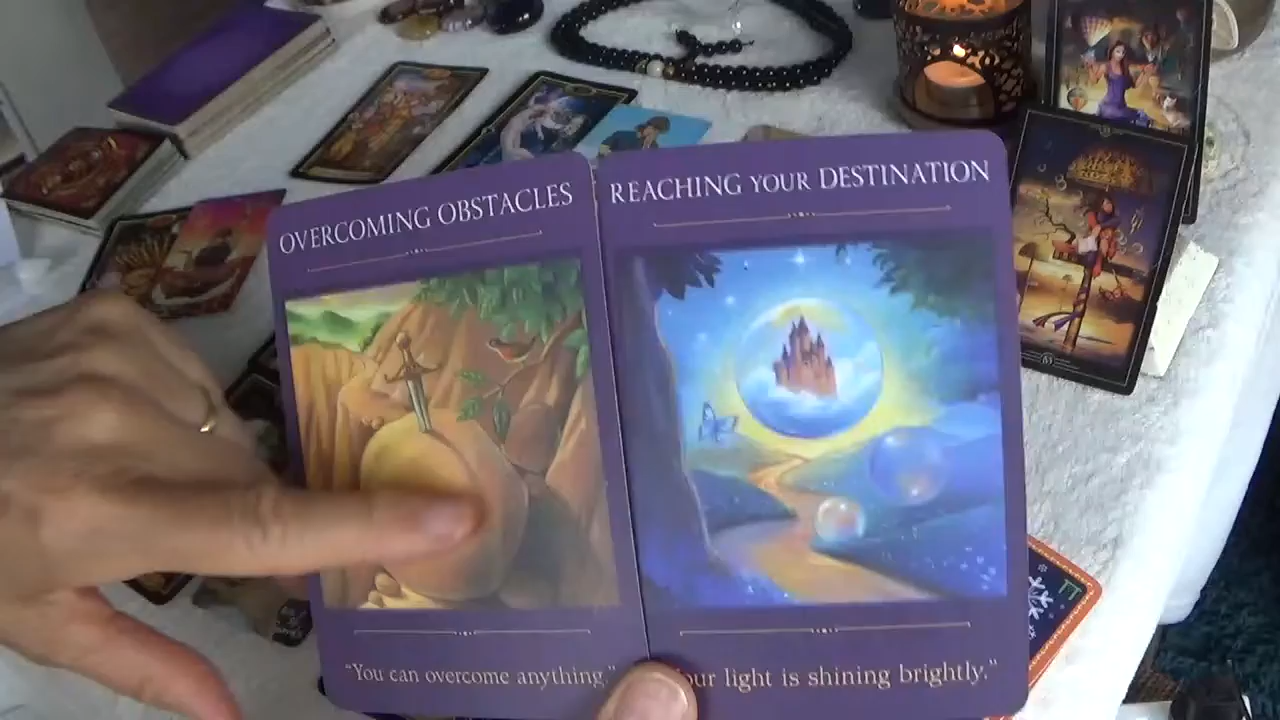 OVERCOMING OBSTACLES
REACHING YOUR DESTINATION
"You can overcome anything."
our light is shining brightly."